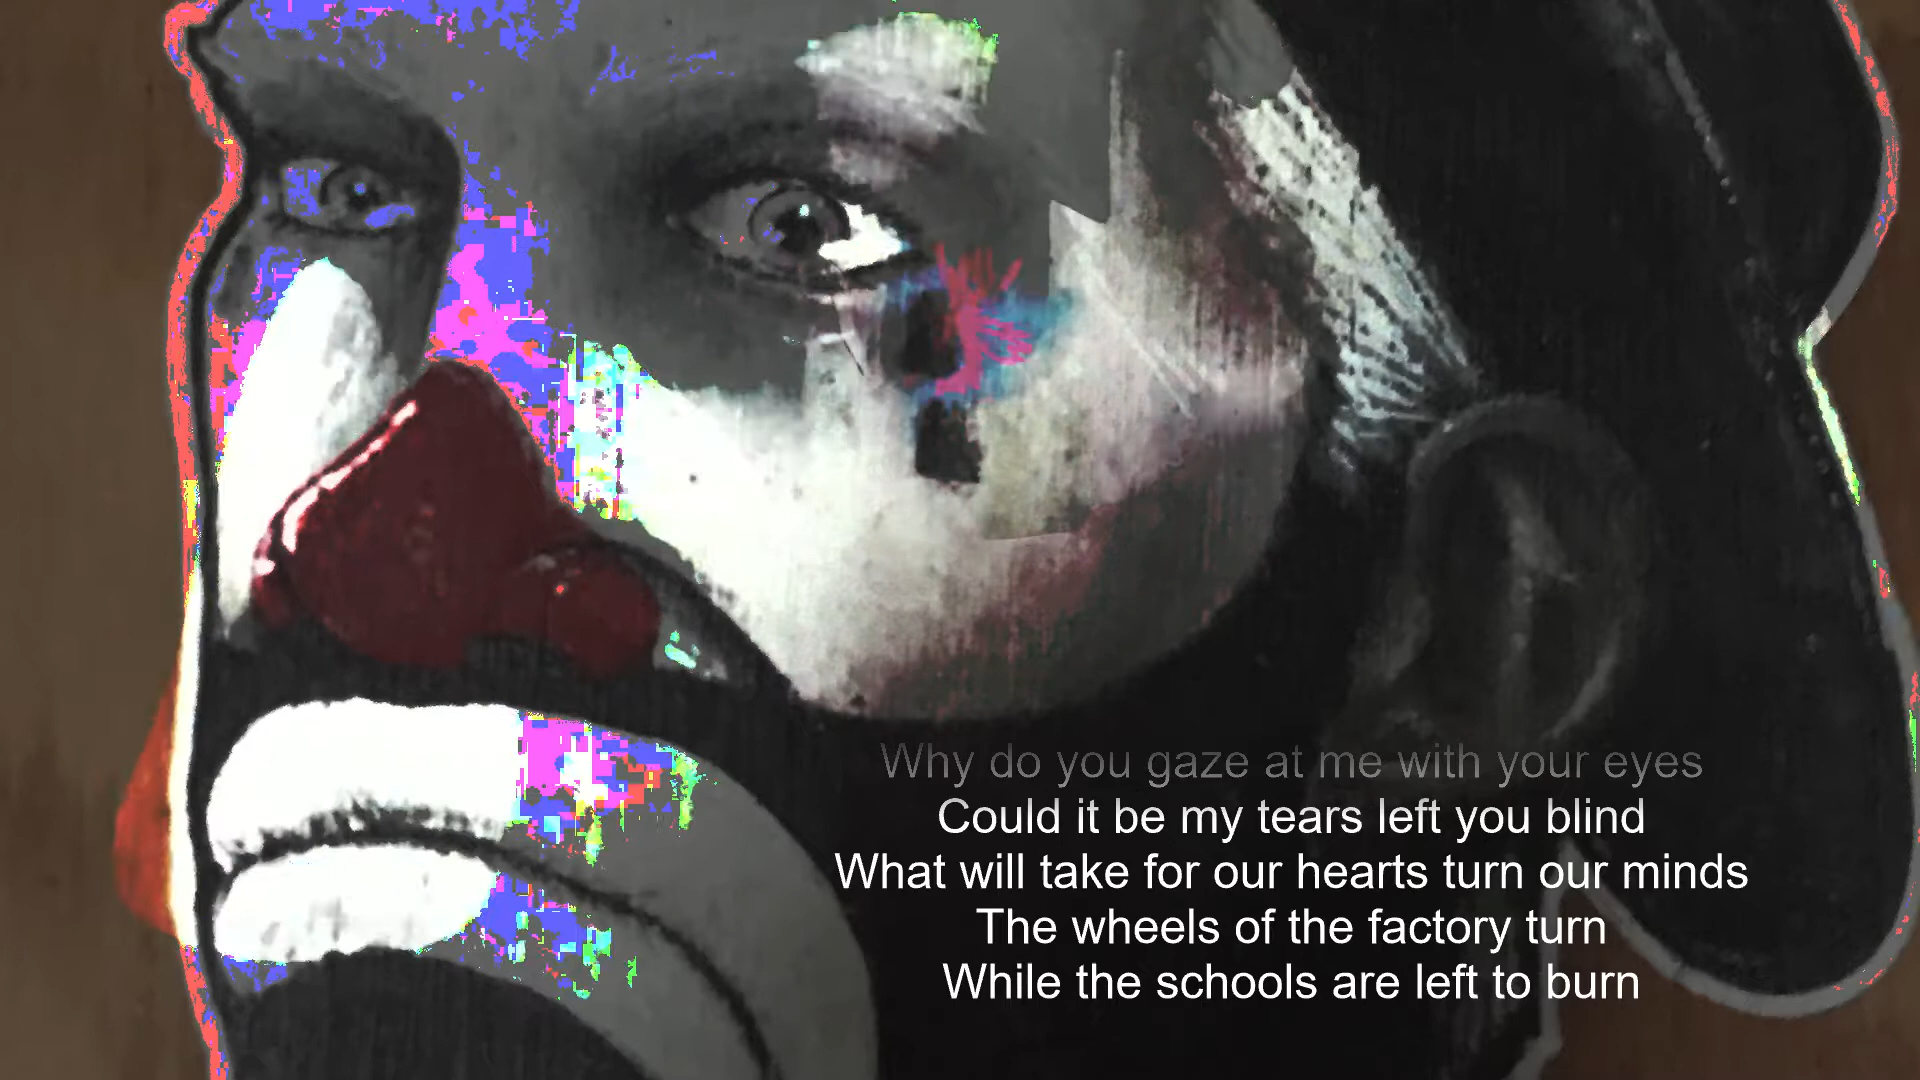 Why do you gaze at me with your eyes
Could it be my tears left you blind
What will take for our hearts turn our minds
The wheels of the factory turn
While the schools are left to burn